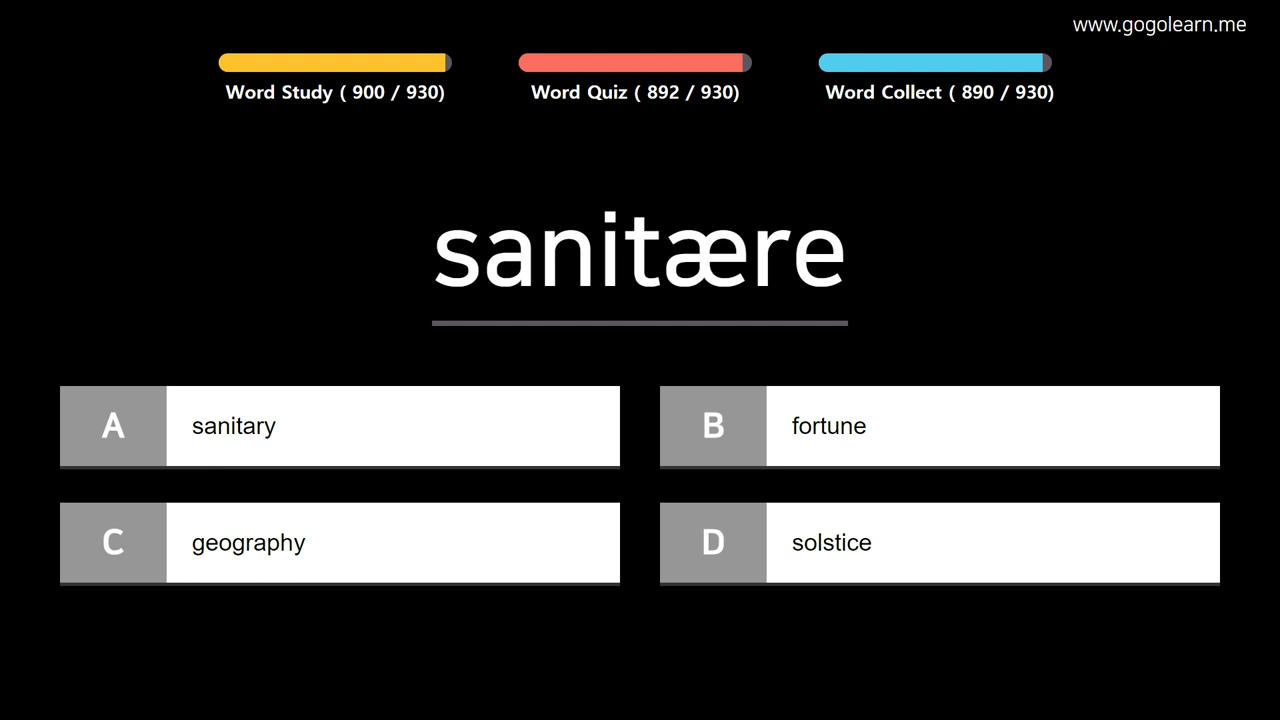 www.gogolearn.me
Word Study ( 900 / 930)
Word Quiz ( 892 / 930)
Word Collect ( 890 / 930)
sanitære
A sanitary
B fortune
C geography
D solstice